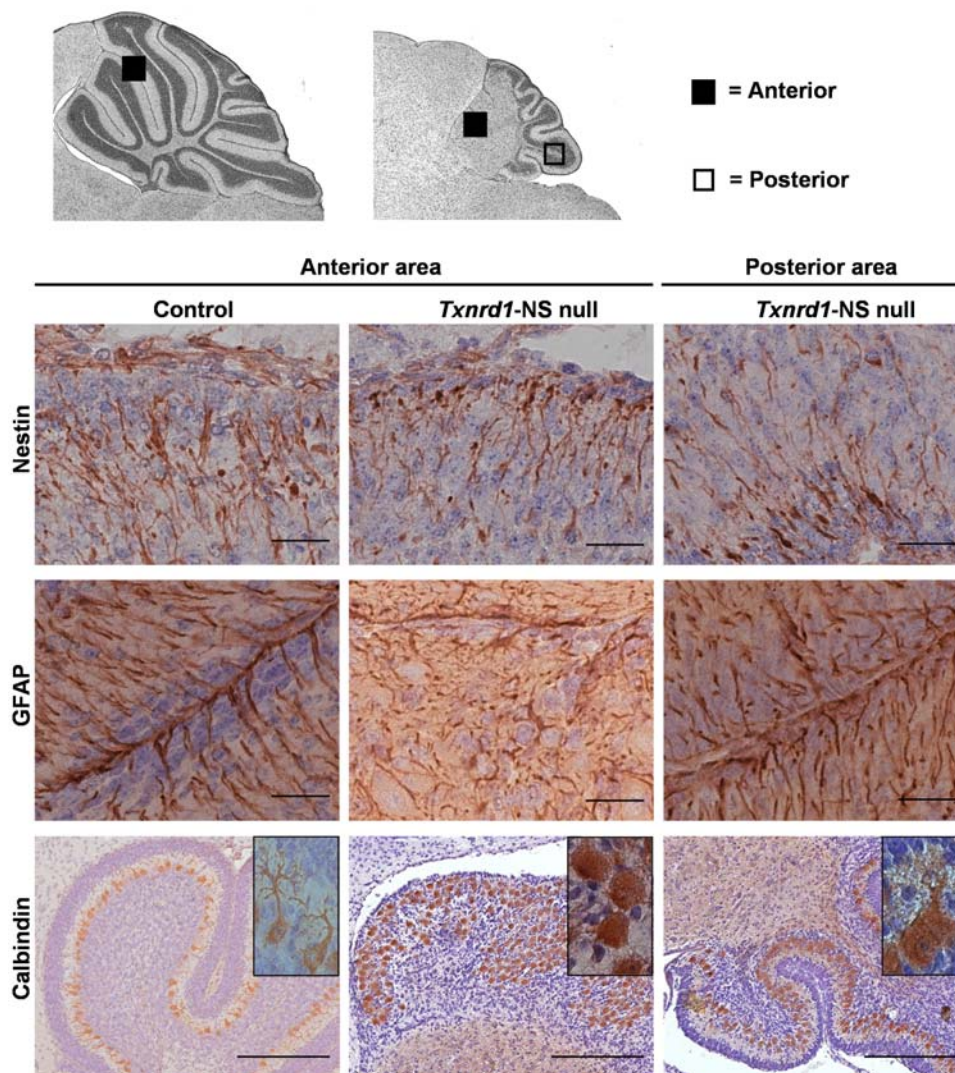 = Anterior
= Posterior
Anterior area
Posterior area
Control
Txnrd1-NS null
Txnrd1-NS null
Nestin
GFAP
Calbindin